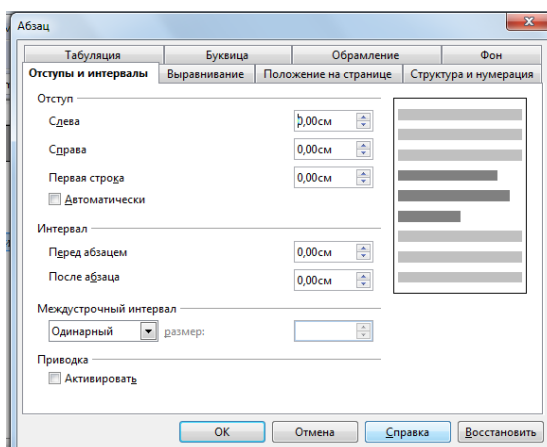 Абзац
Табуляция Буквица Обрамление Фон
Отступы и интервалы Выравнивание Положение на странице Структура и нумерация
Отступ
Слева 0,00см
Справа 0,00см
Первая строка 0,00см
Автоматически
Интервал
Перед абзацем 0,00см
После абзаца 0,00см
Междустрочный интервал
Одинарный размер:
Приводка
Активировать
OK Отмена Справка Восстановить